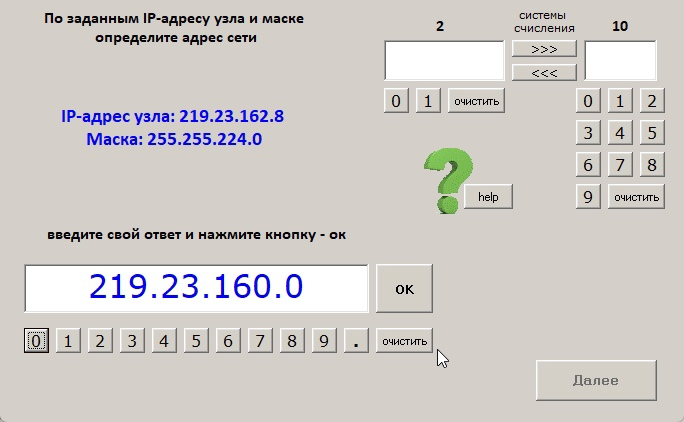 По заданным IP-адресу узла и маске
определите адрес сети
IP-адрес узла: 219.23.162.8
Маска: 255.255.224.0
2
системы
счисления
10
>>>
<<<
0 1 очистить
0 1 2
3 4 5
6 7 8
9 очистить
?
help
введите свой ответ и нажмите кнопку - ок
219.23.160.0
ок
0 1 2 3 4 5 6 7 8 9 . очистить
Далее